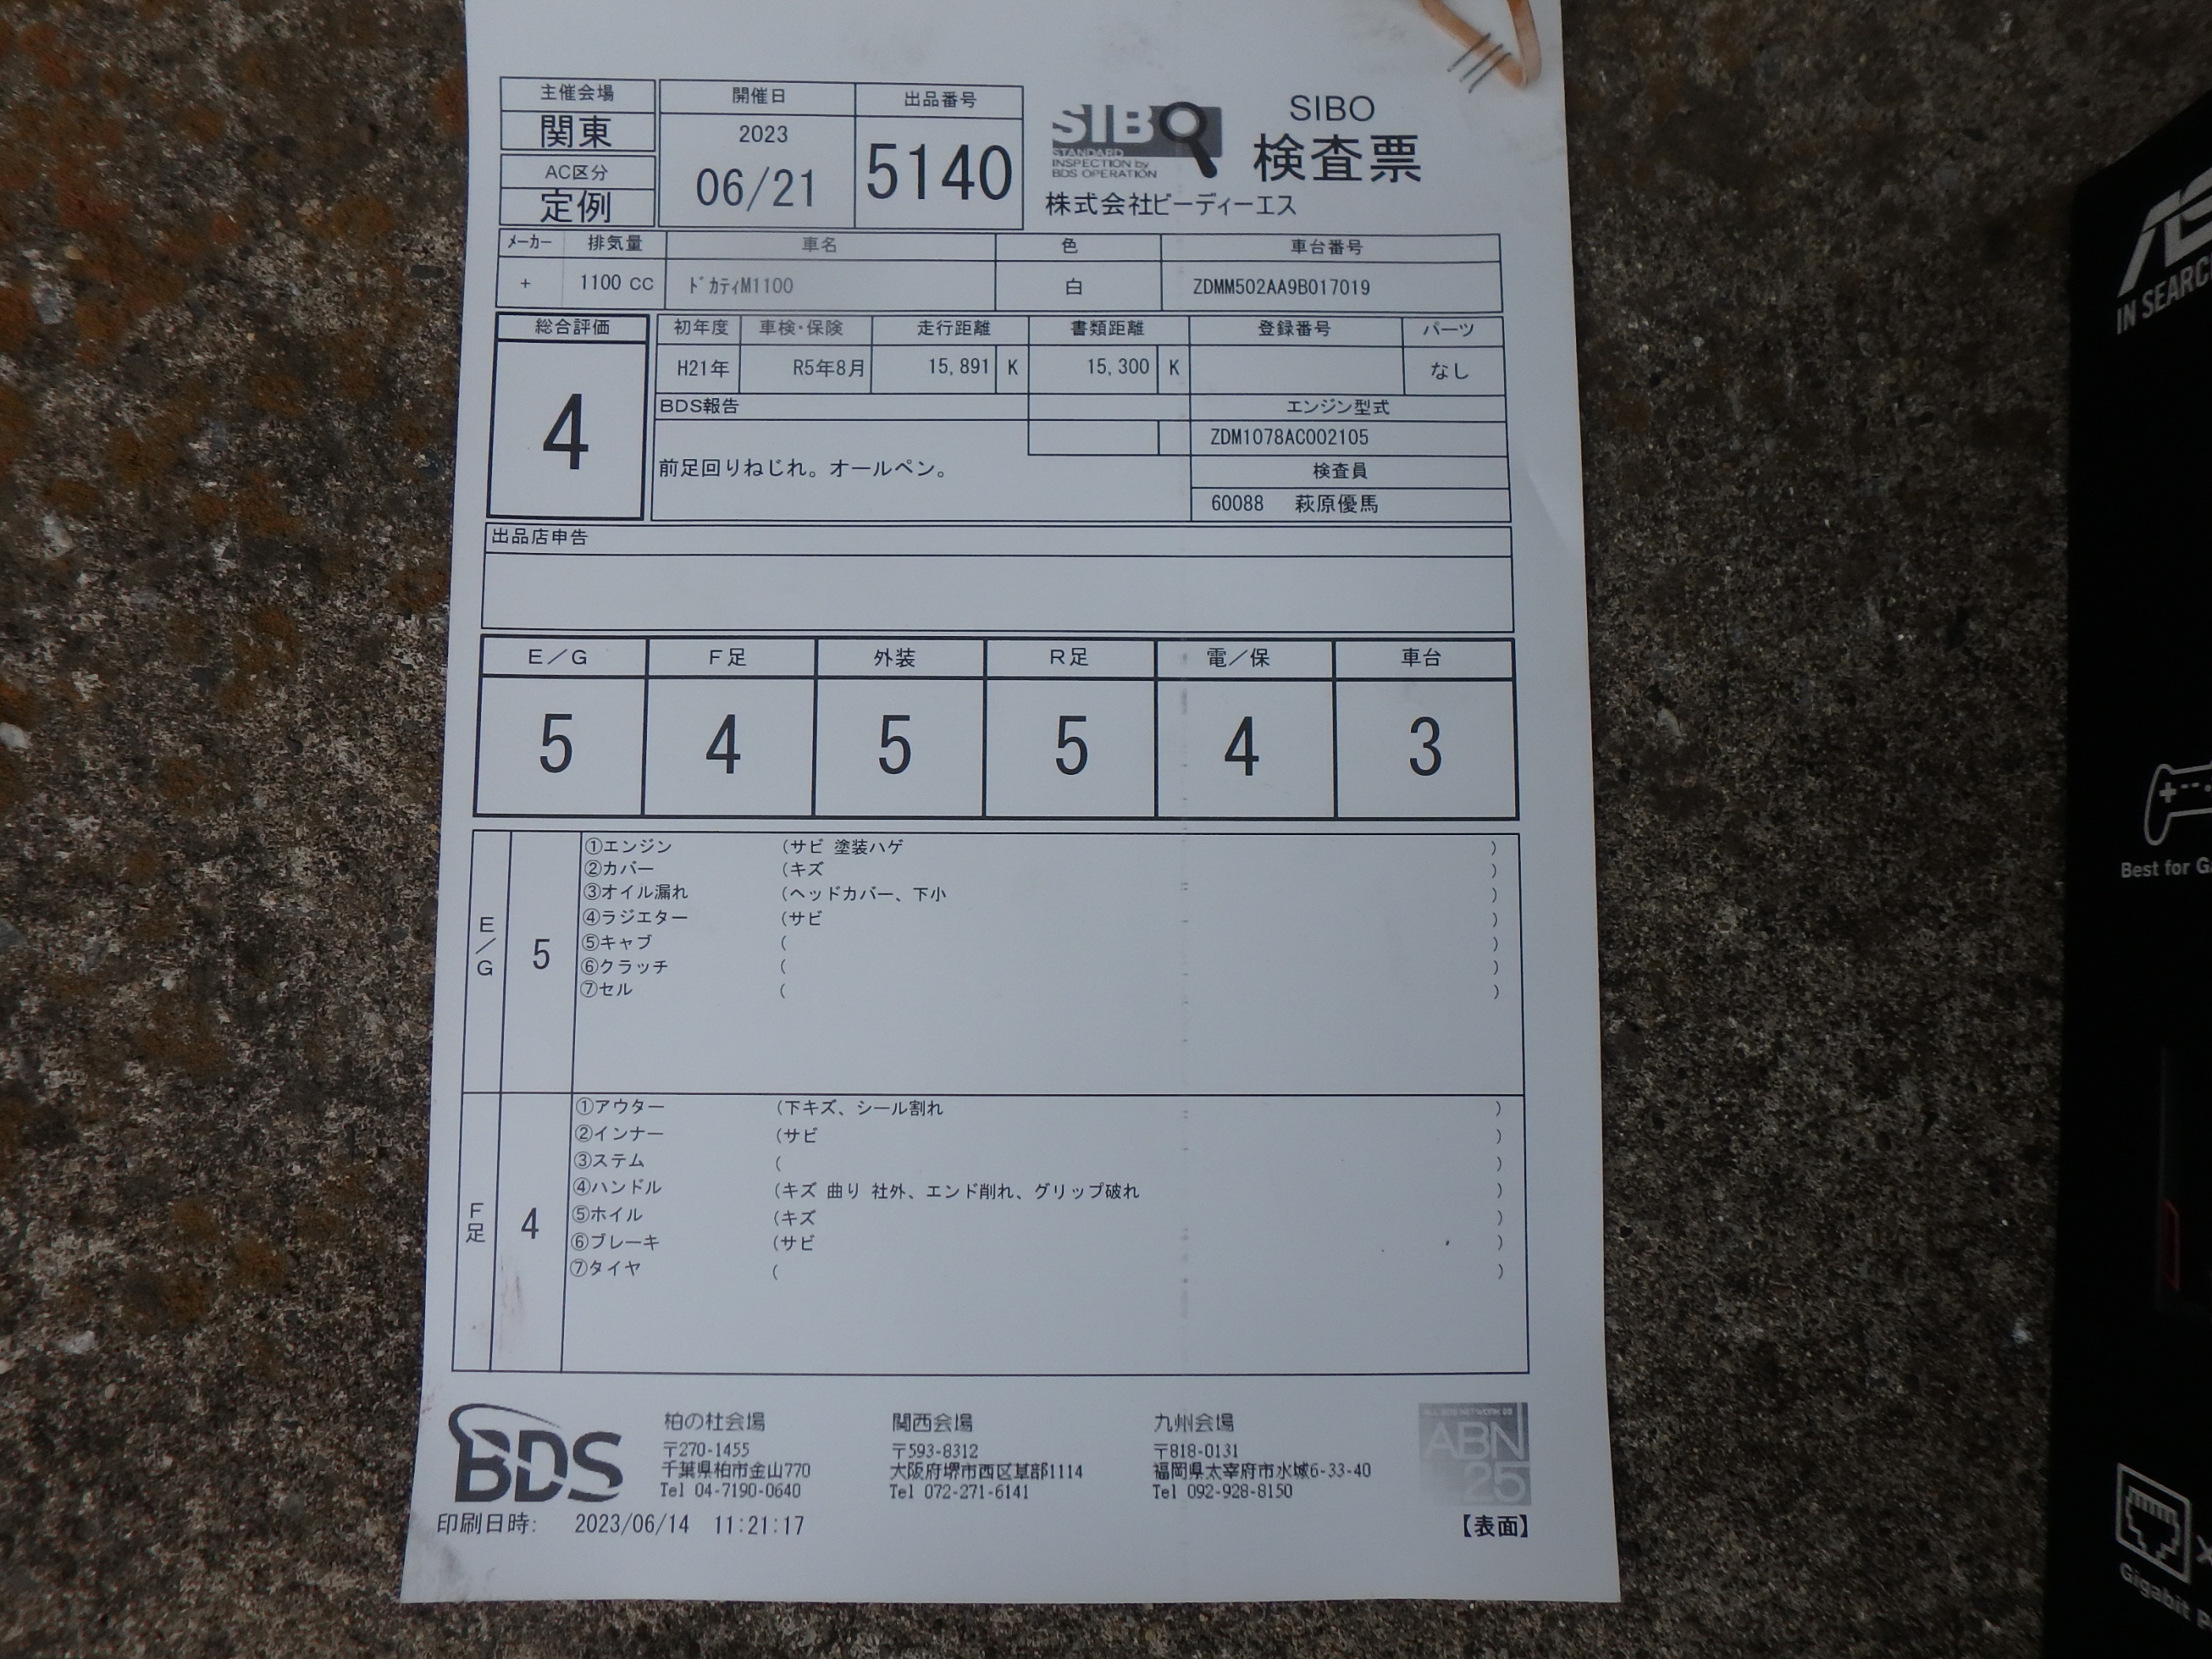 主催会場 開催日 出品番号
関東 2023 06/21 5140
AC区分
定例
SIBO
STANDARD
INSPECTION by
BDS OPERATION
SIBO
検査票
株式会社ビーディーエス
メーカー 排気量 車名 色 車台番号
+ 1100 CC ﾄﾞｶﾃｨM1100 白 ZDMM502AA9B017019
総合評価 初年度 車検・保険 走行距離 書類距離 登録番号 パーツ
4 H21年 R5年8月 15,891 K 15,300 K なし
BDS報告 エンジン型式
ZDM1078AC002105
前足回りねじれ。オールペン。 検査員
60088 萩原優馬
出品店申告
E／G F足 外装 R足 電／保 車台
5 4 5 5 4 3
E／G 5
①エンジン (サビ 塗装ハゲ )
②カバー (キズ )
③オイル漏れ (ヘッドカバー、下小 )
④ラジエター (サビ )
⑤キャブ ( )
⑥クラッチ ( )
⑦セル ( )
F足 4
①アウター (下キズ、シール割れ )
②インナー (サビ )
③ステム ( )
④ハンドル (キズ 曲り 社外、エンド削れ、グリップ破れ )
⑤ホイル (キズ )
⑥ブレーキ (サビ )
⑦タイヤ ( )
BDS
柏の杜会場
〒270-1455
千葉県柏市金山770
Tel 04-7190-0640
関西会場
〒593-8312
大阪府堺市西区草部1114
Tel 072-271-6141
九州会場
〒818-0131
福岡県太宰府市水城6-33-40
Tel 092-928-8150
ABN
25
印刷日時: 2023/06/14 11:21:17 【表面】
IN SEARC
Best for G
Gigabit